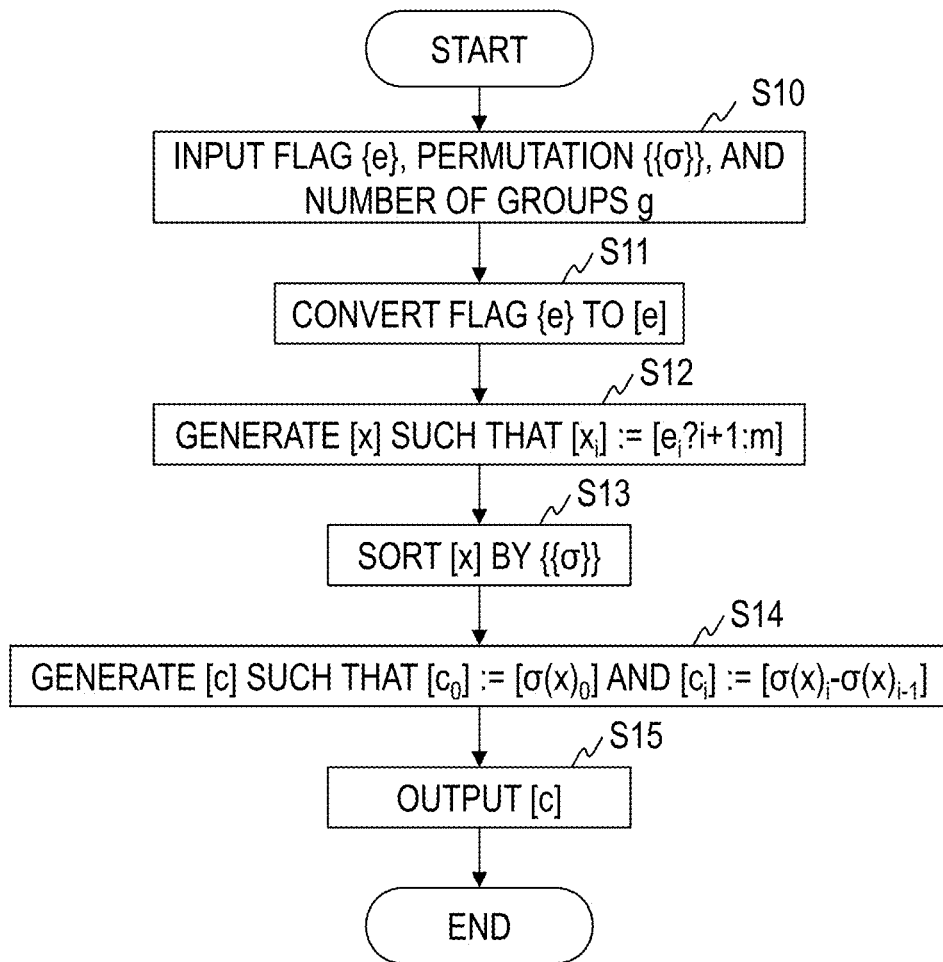 START
S10
INPUT FLAG {e}, PERMUTATION {{σ}}, AND
NUMBER OF GROUPS g
S11
CONVERT FLAG {e} TO [e]
S12
GENERATE [x] SUCH THAT [xᵢ] := [eᵢ?i+1:m]
S13
SORT [x] BY {{σ}}
S14
GENERATE [c] SUCH THAT [c₀] := [σ(x)₀] AND [cᵢ] := [σ(x)ᵢ-σ(x)ᵢ₋₁]
S15
OUTPUT [c]
END